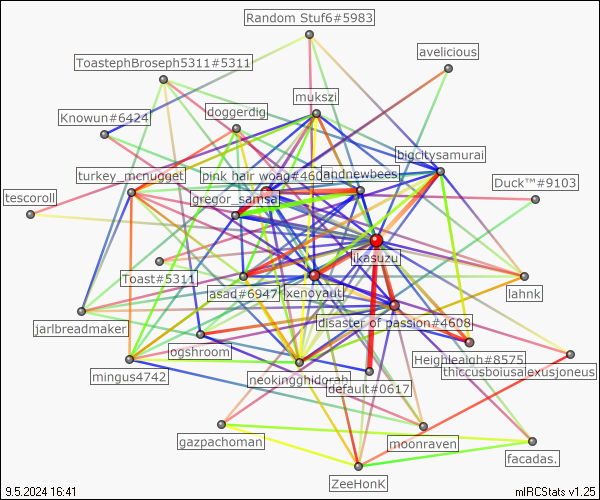 Random Stuf6#5983
avelicious
ToastephBroseph5311#5311
mukszi
Knowun#6424
doggerdig
bigcitysamurai
turkey_mcnugget
pink hair woag#4608
andnewbees
Duck™#9103
tescoroll
gregor_samsa
ikasuzu
Toast#5311
asad#6947
xenoyaut
lahnk
jarlbreadmaker
disaster of passion#4608
ogshroom
Heighleaigh#8575
mingus4742
neokingghidorah
default#0617
thiccusboiusalexusjoneus
gazpachoman
moonraven
facadas.
ZeeHonK
9.5.2024 16:41
mIRCStats v1.25